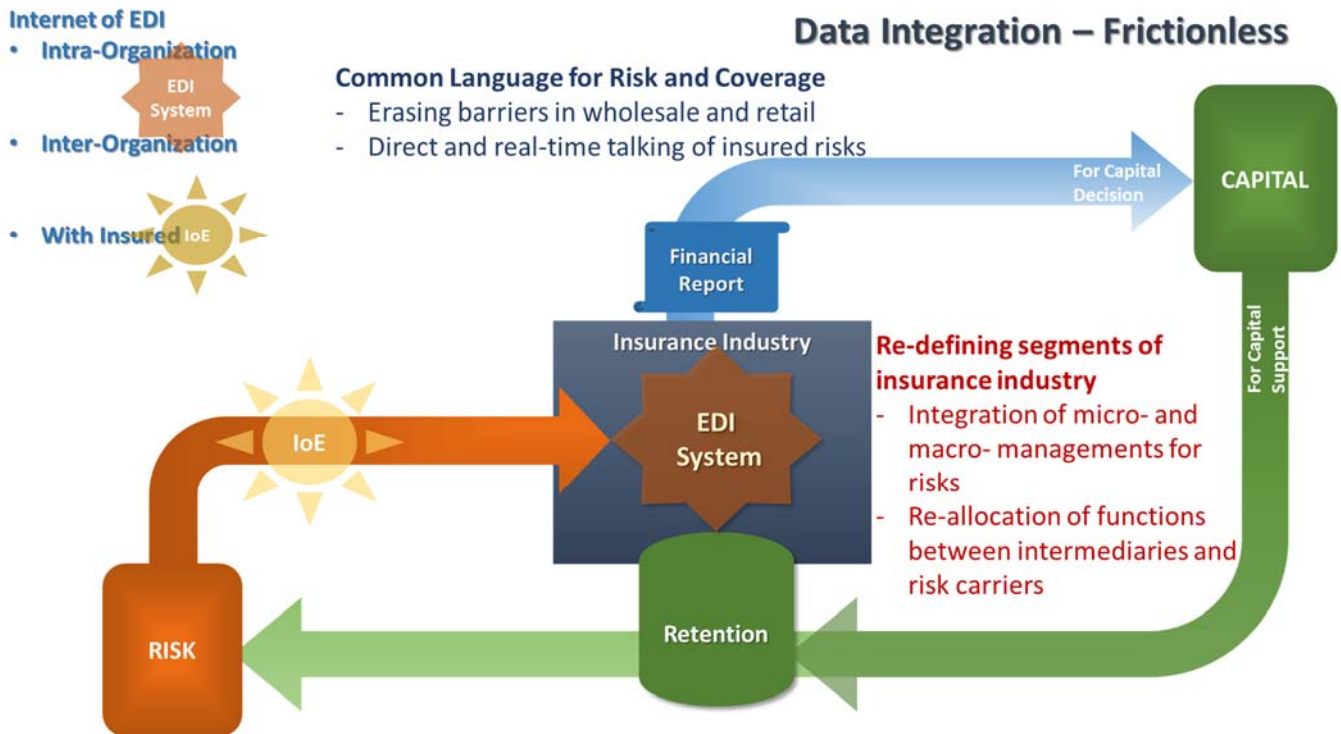 Internet of EDI
• Intra-Organization
EDI
System
• Inter-Organization
• With Insured
IoE
Data Integration – Frictionless
Common Language for Risk and Coverage
- Erasing barriers in wholesale and retail
- Direct and real-time talking of insured risks
For Capital
Decision
CAPITAL
Financial
Report
For Capital
Support
Insurance Industry
EDI
System
Re-defining segments of
insurance industry
- Integration of micro- and
macro- managements for
risks
- Re-allocation of functions
between intermediaries and
risk carriers
IoE
RISK
Retention